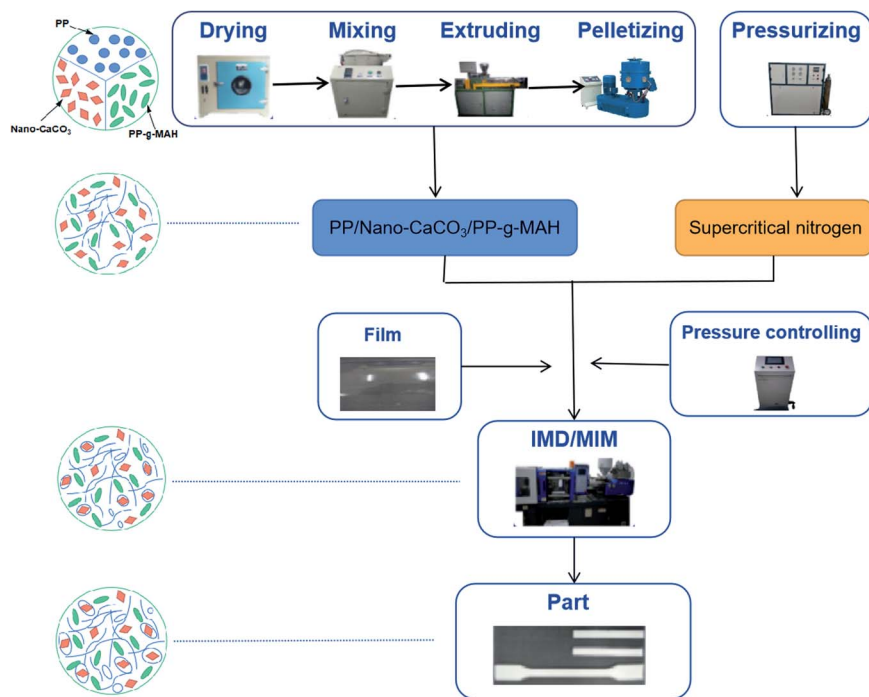 PP
Nano-CaCO₃
PP-g-MAH
Drying
Mixing
Extruding
Pelletizing
Pressurizing
PP/Nano-CaCO₃/PP-g-MAH
Supercritical nitrogen
Film
Pressure controlling
IMD/MIM
Part